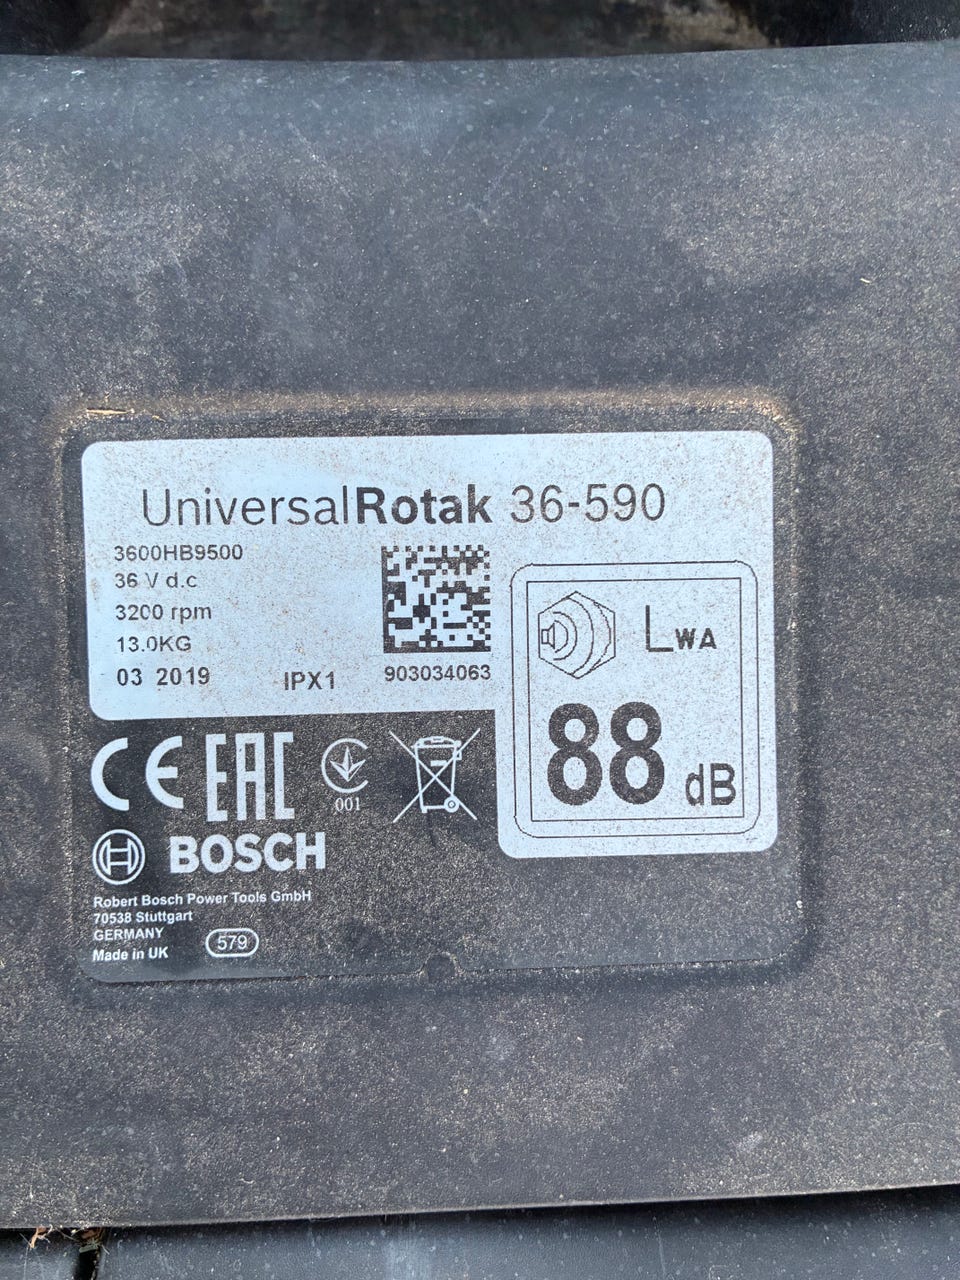 UniversalRotak 36-590
3600HB9500
36 V d.c
3200 rpm
13.0KG
03 2019
IPX1
903034063
LWA
88 dB
CE
EAC
001
BOSCH
Robert Bosch Power Tools GmbH
70538 Stuttgart
GERMANY
Made in UK
579